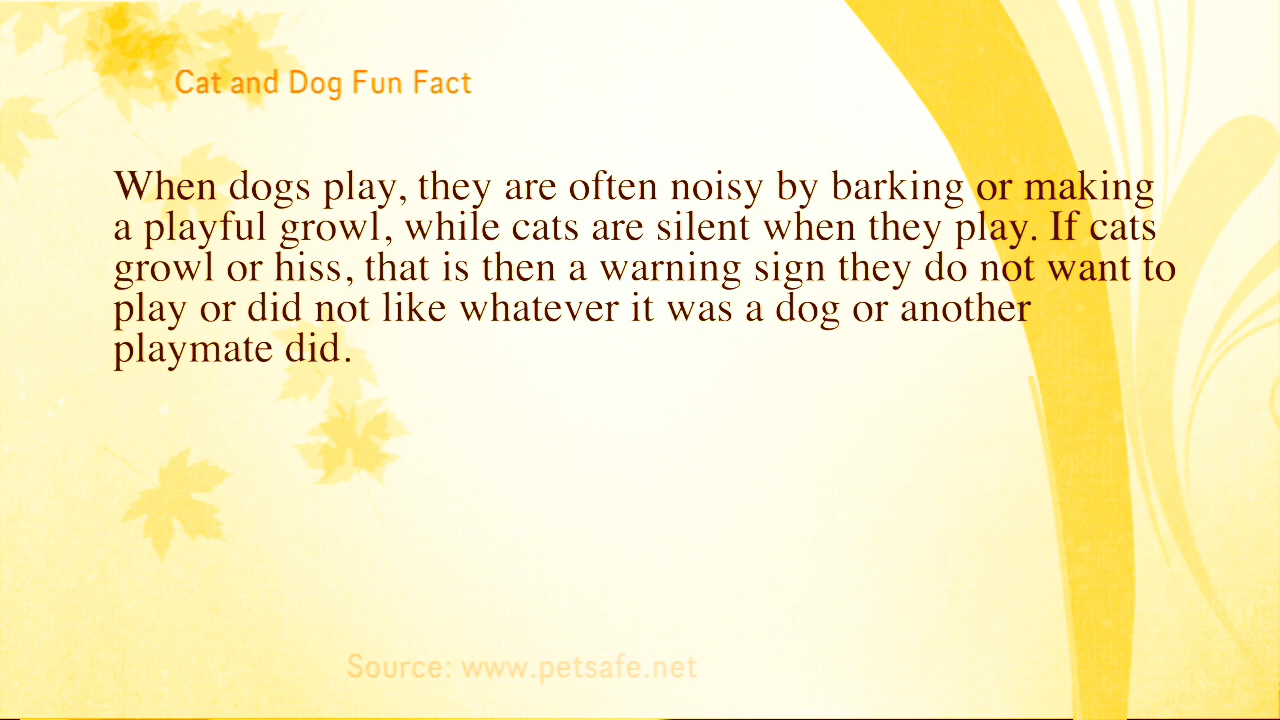 Cat and Dog Fun Fact
When dogs play, they are often noisy by barking or making
a playful growl, while cats are silent when they play. If cats
growl or hiss, that is then a warning sign they do not want to
play or did not like whatever it was a dog or another
playmate did.
Source: www.petsafe.net